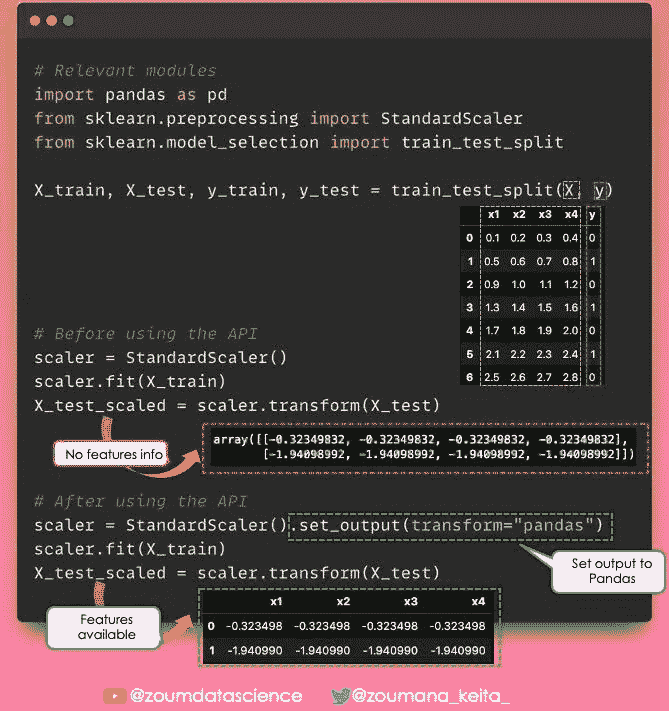 # Relevant modules
import pandas as pd
from sklearn.preprocessing import StandardScaler
from sklearn.model_selection import train_test_split
X_train, X_test, y_train, y_test = train_test_split(X, y)
x1 x2 x3 x4 y
0 0.1 0.2 0.3 0.4 0
1 0.5 0.6 0.7 0.8 1
2 0.9 1.0 1.1 1.2 0
3 1.3 1.4 1.5 1.6 1
4 1.7 1.8 1.9 2.0 0
5 2.1 2.2 2.3 2.4 1
6 2.5 2.6 2.7 2.8 0
# Before using the API
scaler = StandardScaler()
scaler.fit(X_train)
X_test_scaled = scaler.transform(X_test)
No features info
array([[-0.32349832, -0.32349832, -0.32349832, -0.32349832],
[-1.94098992, -1.94098992, -1.94098992, -1.94098992]])
# After using the API
scaler = StandardScaler().set_output(transform="pandas")
scaler.fit(X_train)
X_test_scaled = scaler.transform(X_test)
Set output to
Pandas
Features
available
x1 x2 x3 x4
0 -0.323498 -0.323498 -0.323498 -0.323498
1 -1.940990 -1.940990 -1.940990 -1.940990
@zoumdatascience @zoumana_keita_